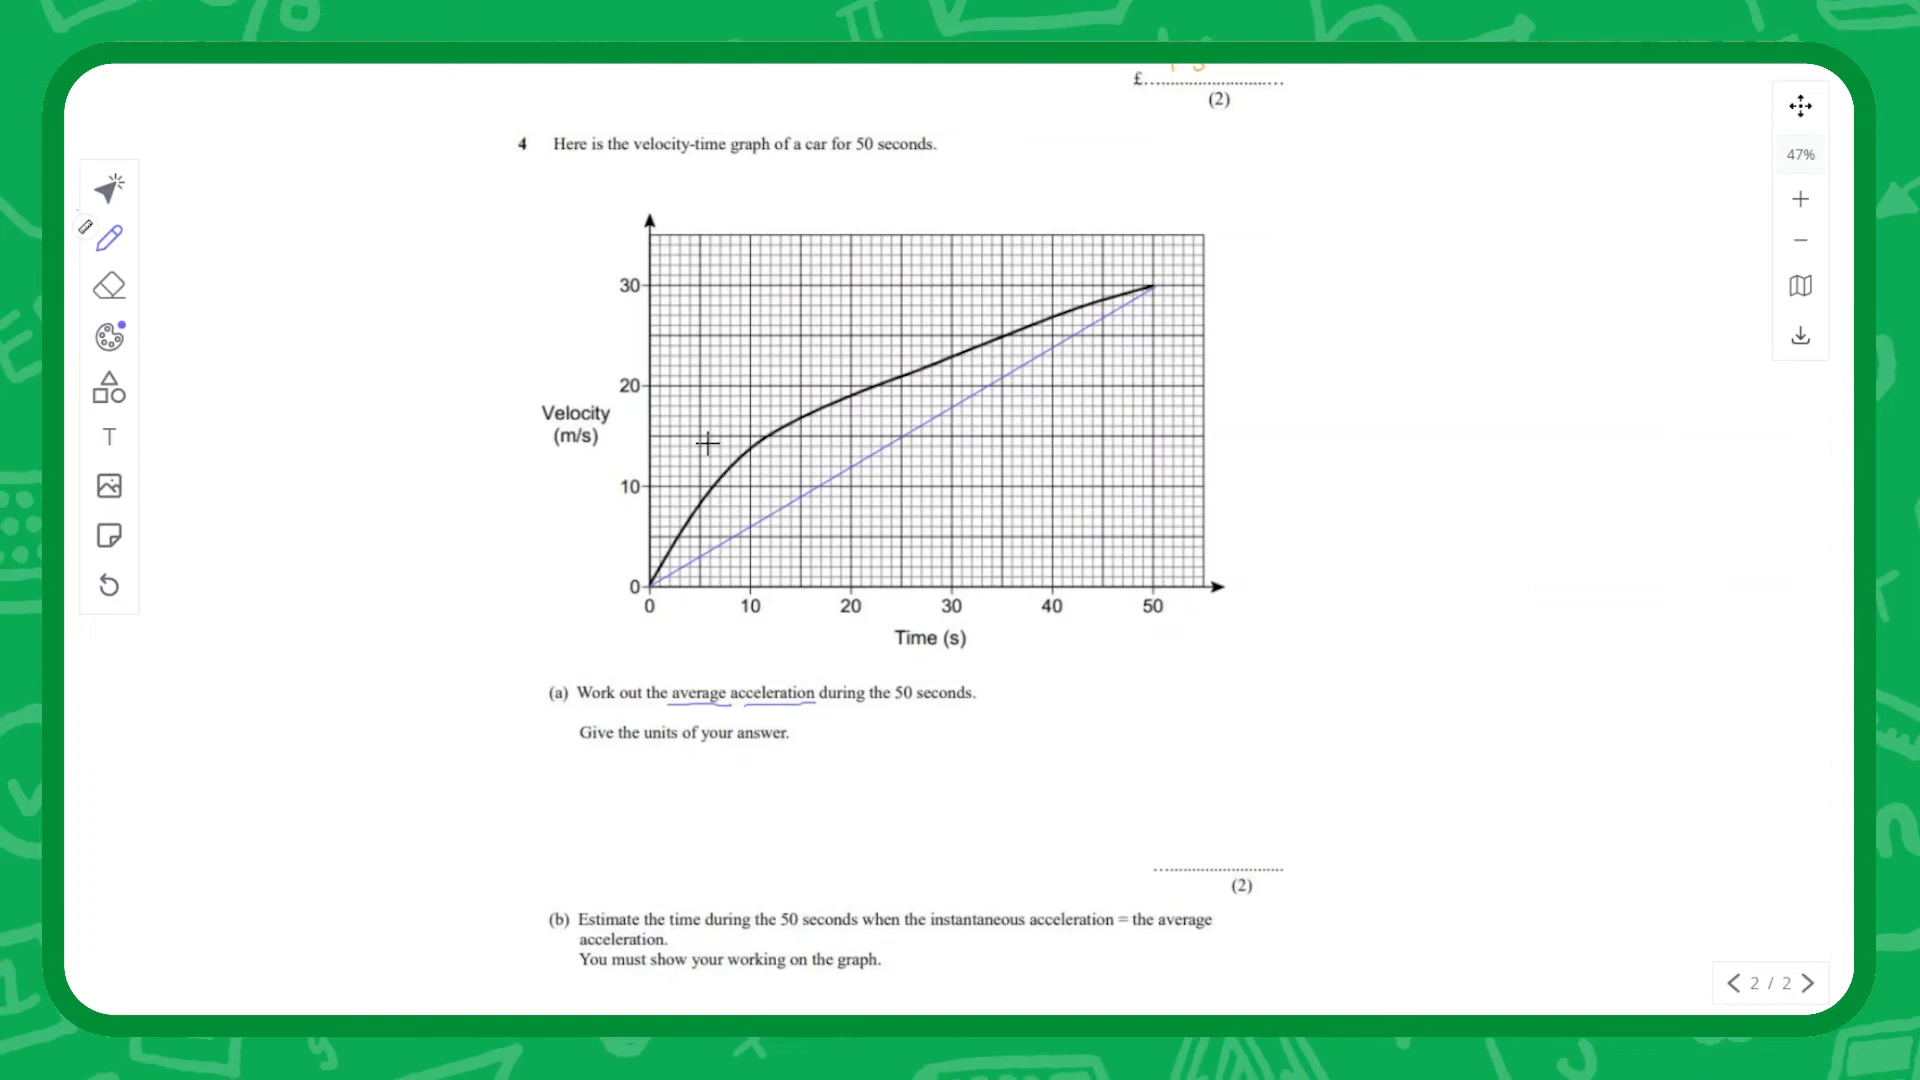 £
(2)
4 Here is the velocity-time graph of a car for 50 seconds.
47%
30
20
Velocity
(m/s)
10
0
0 10 20 30 40 50
Time (s)
T
(a) Work out the average acceleration during the 50 seconds.
Give the units of your answer.
(2)
(b) Estimate the time during the 50 seconds when the instantaneous acceleration = the average
acceleration.
You must show your working on the graph.
2 / 2